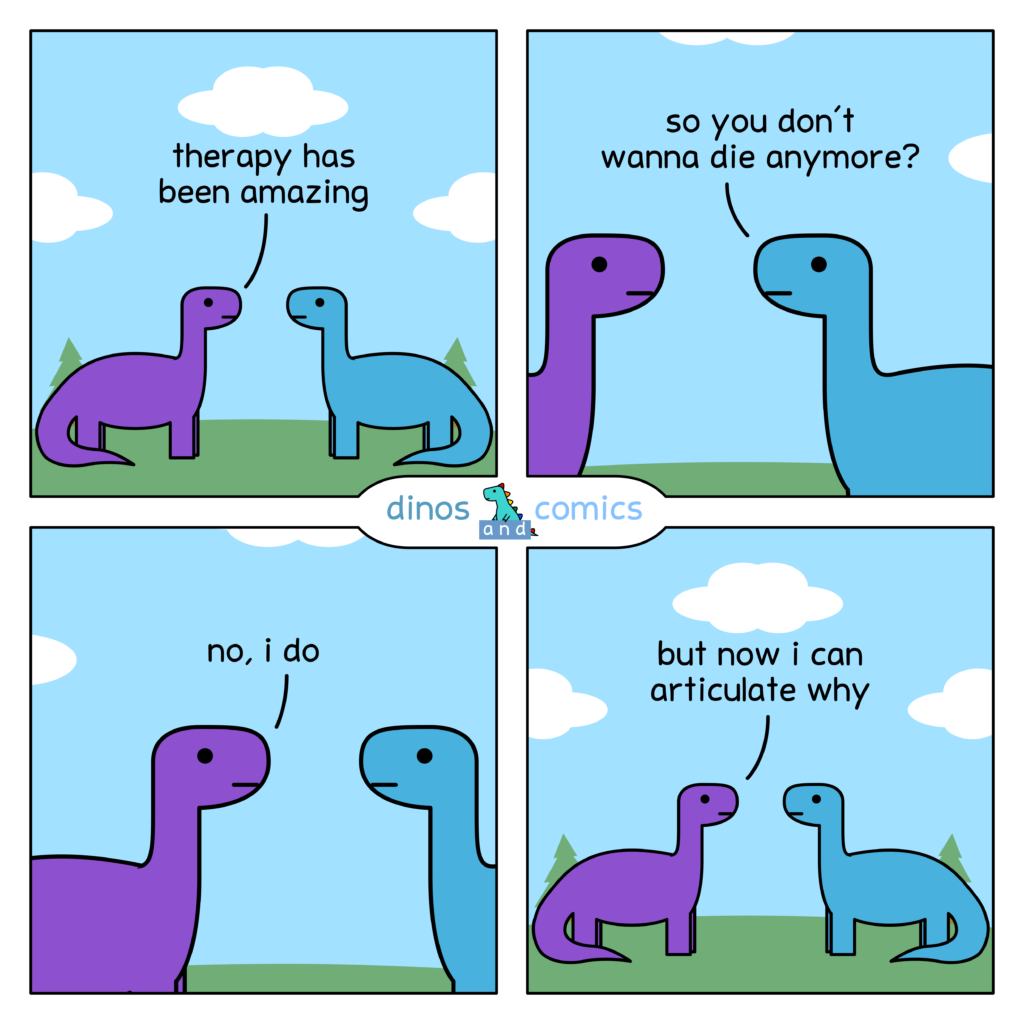 therapy has
been amazing
so you don't
wanna die anymore?
dinos and comics
no, i do
but now i can
articulate why